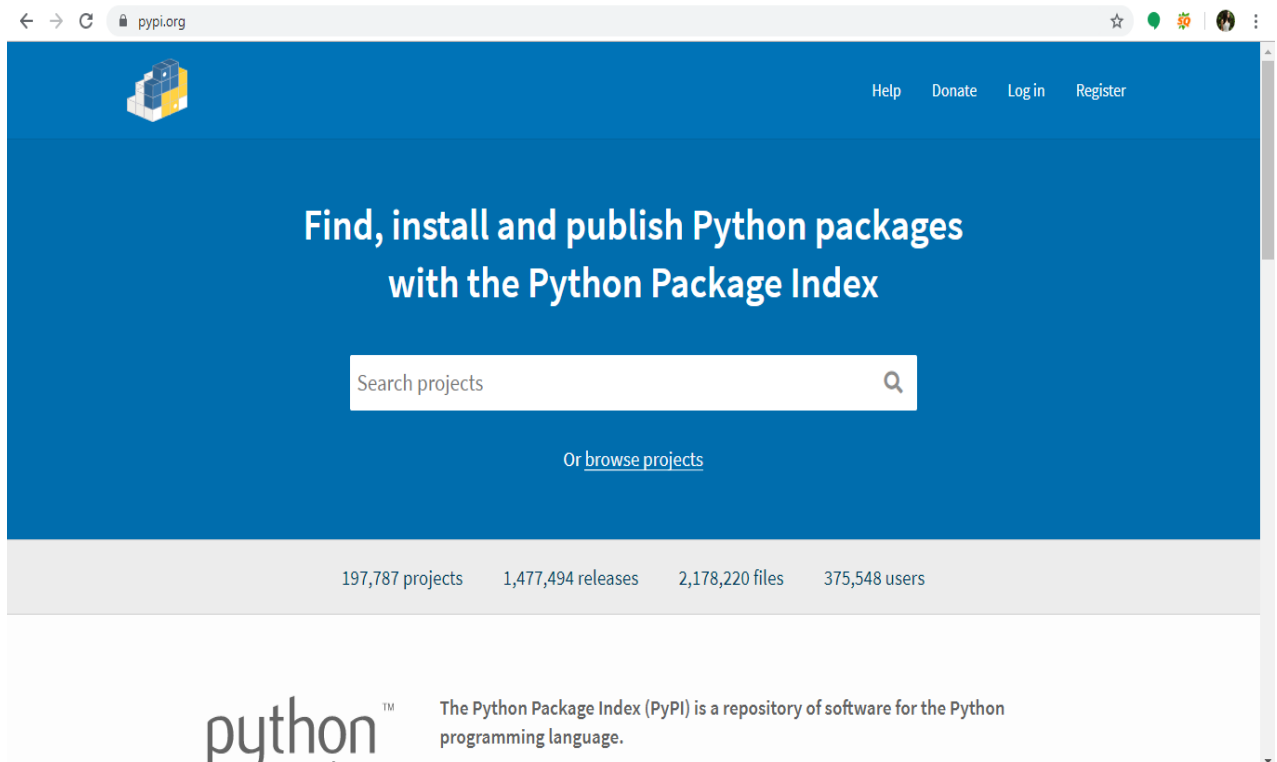 pypi.org
Help Donate Log in Register
Find, install and publish Python packages
with the Python Package Index
Search projects
Or browse projects
197,787 projects 1,477,494 releases 2,178,220 files 375,548 users
python™
The Python Package Index (PyPI) is a repository of software for the Python
programming language.